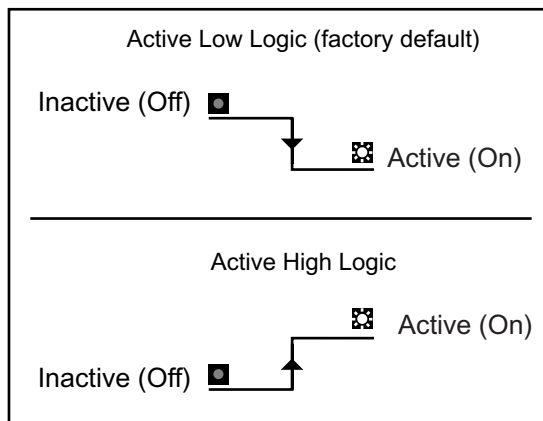 Active Low Logic (factory default)
Inactive (Off)
Active (On)
Active High Logic
Active (On)
Inactive (Off)